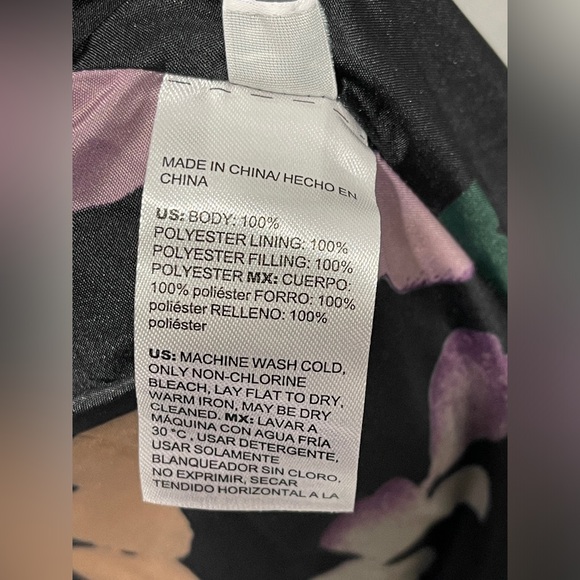 MADE IN CHINA/ HECHO EN
CHINA
US: BODY: 100%
POLYESTER LINING: 100%
POLYESTER FILLING: 100%
POLYESTER MX: CUERPO:
100% poliéster FORRO: 100%
poliéster RELLENO: 100%
poliéster
US: MACHINE WASH COLD,
ONLY NON-CHLORINE
BLEACH, LAY FLAT TO DRY,
WARM IRON, MAY BE DRY
CLEANED. MX: LAVAR A
MAQUINA CON AGUA FRÍA
30 °C , USAR DETERGENTE,
USAR SOLAMENTE
BLANQUEADOR SIN CLORO,
NO EXPRIMIR, SECAR
TENDIDO HORIZONTAL A LA